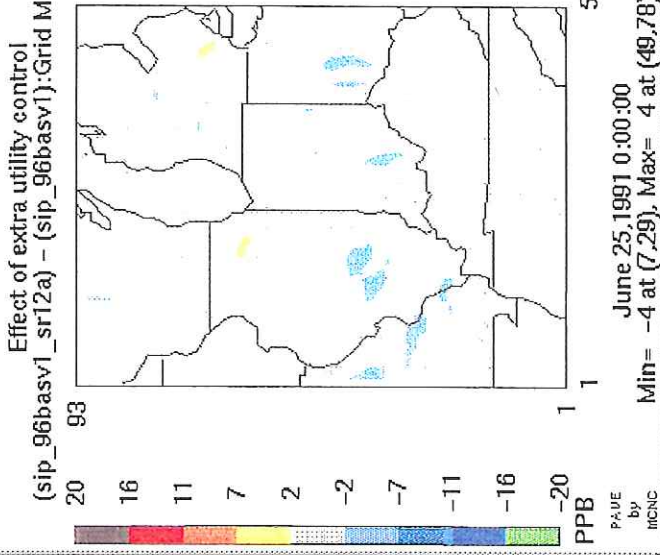 Effect of extra utility control
(sip_96basv1_sr12a) - (sip_96basv1):Grid M
20
16
11
7
2
-2
-7
-11
-16
-20
PPB
PAVE
by
MCNC
93
1
1
5
June 25,1991 0:00:00
Min= -4 at (7,29), Max= 4 at (49,78)